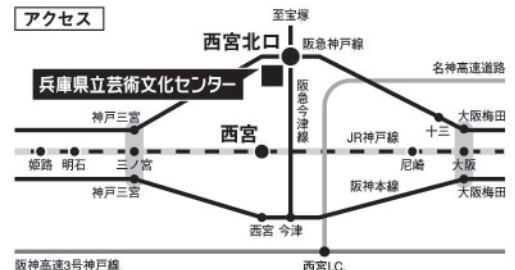 アクセス
至宝塚
西宮北口
阪急神戸線
兵庫県立芸術文化センター
名神高速道路
阪急今津線
神戸三宮
十三
大阪梅田
西宮
JR神戸線
姫路
明石
三ノ宮
尼崎
大阪
神戸三宮
阪神本線
大阪梅田
西宮
今津
阪神高速3号神戸線
西宮I.C.